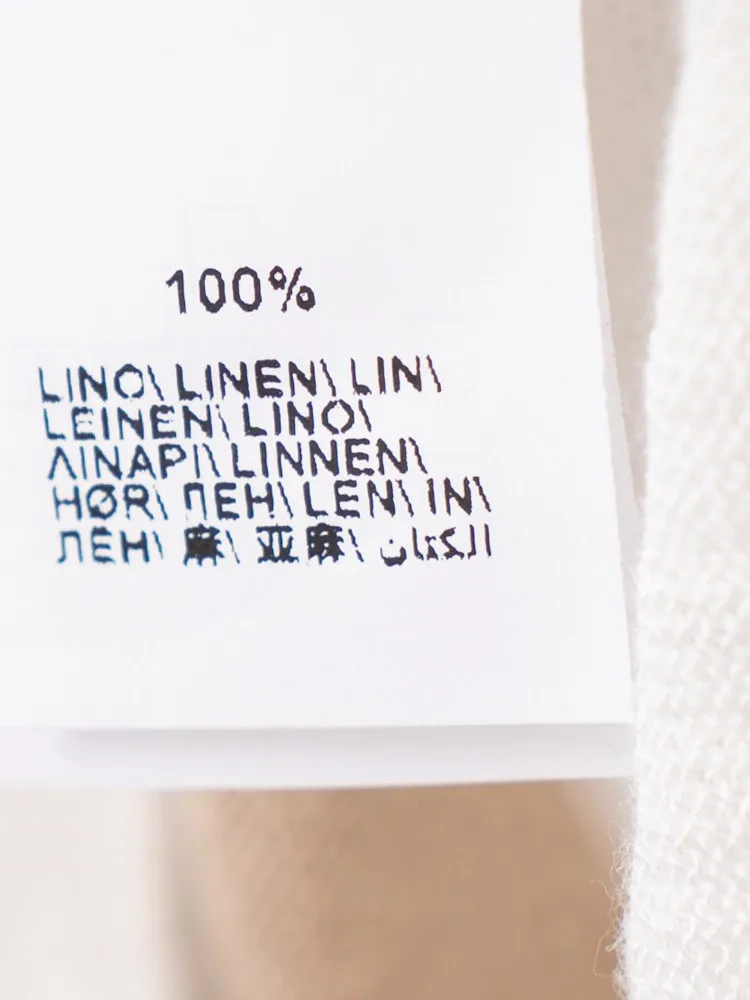 100%
LINO\ LINEN\ LIN\
LEINEN\ LINO\
ΛΙΝΑΡΙ\ LINNEN\
HØR\ ЛЕН\ LEN\ IN\
ЛЕН\ 麻\ 亚麻\ الكتان\